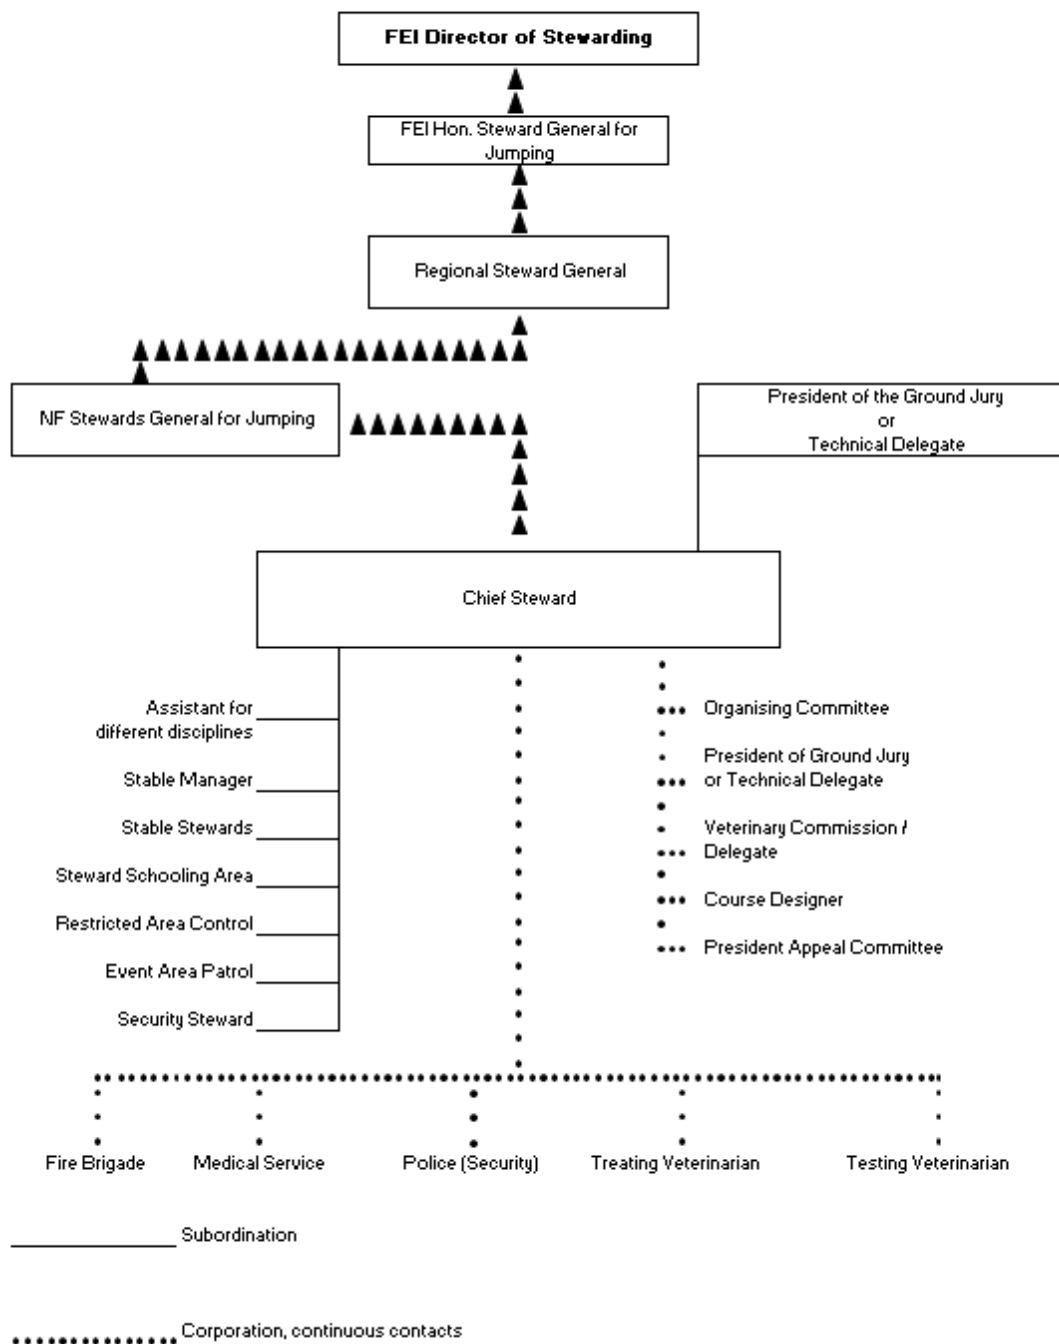 FEI Director of Stewarding
FEI Hon. Steward General for
Jumping
Regional Steward General
NF Stewards General for Jumping
President of the Ground Jury
or
Technical Delegate
Chief Steward
Assistant for
different disciplines
Stable Manager
Stable Stewards
Steward Schooling Area
Restricted Area Control
Event Area Patrol
Security Steward
Organising Committee
President of Ground Jury
or Technical Delegate
Veterinary Commission /
Delegate
Course Designer
President Appeal Committee
Fire Brigade
Medical Service
Police (Security)
Treating Veterinarian
Testing Veterinarian
Subordination
Corporation, continuous contacts